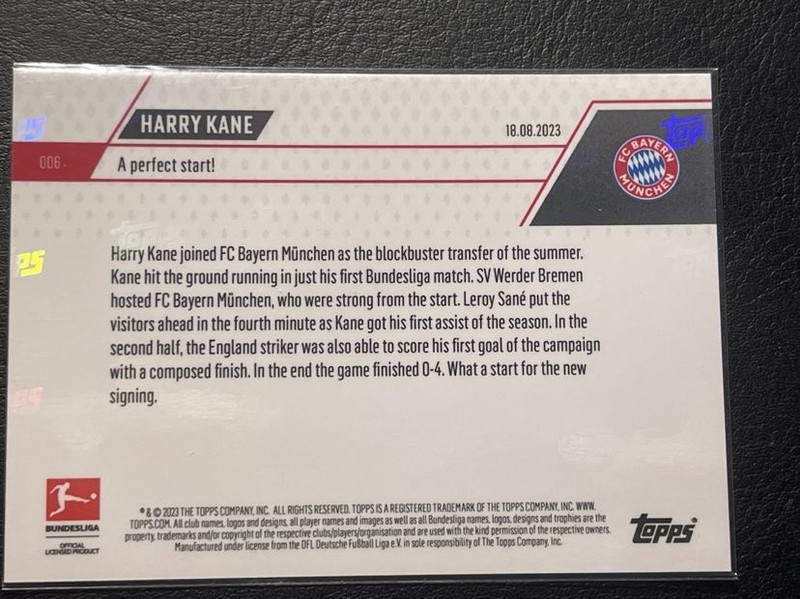 HARRY KANE
18.08.2023
FC BAYERN
MÜNCHEN
006
A perfect start!
Harry Kane joined FC Bayern München as the blockbuster transfer of the summer.
Kane hit the ground running in just his first Bundesliga match. SV Werder Bremen
hosted FC Bayern München, who were strong from the start. Leroy Sané put the
visitors ahead in the fourth minute as Kane got his first assist of the season. In the
second half, the England striker was also able to score his first goal of the campaign
with a composed finish. In the end the game finished 0-4. What a start for the new
signing.
BUNDESLIGA
OFFICIAL
LICENSED PRODUCT
® & © 2023 THE TOPPS COMPANY, INC. ALL RIGHTS RESERVED. TOPPS IS A REGISTERED TRADEMARK OF THE TOPPS COMPANY, INC. WWW.
TOPPS.COM. All club names, logos and designs, all player names and images as well as all Bundesliga names, logos, designs and trophies are the
property, trademarks and/or copyright of the respective clubs/players/organisation and are used with the kind permission of the respective owners.
Manufactured under license from the DFL Deutsche Fußball Liga e.V. in sole responsibility of The Topps Company, Inc.
topps